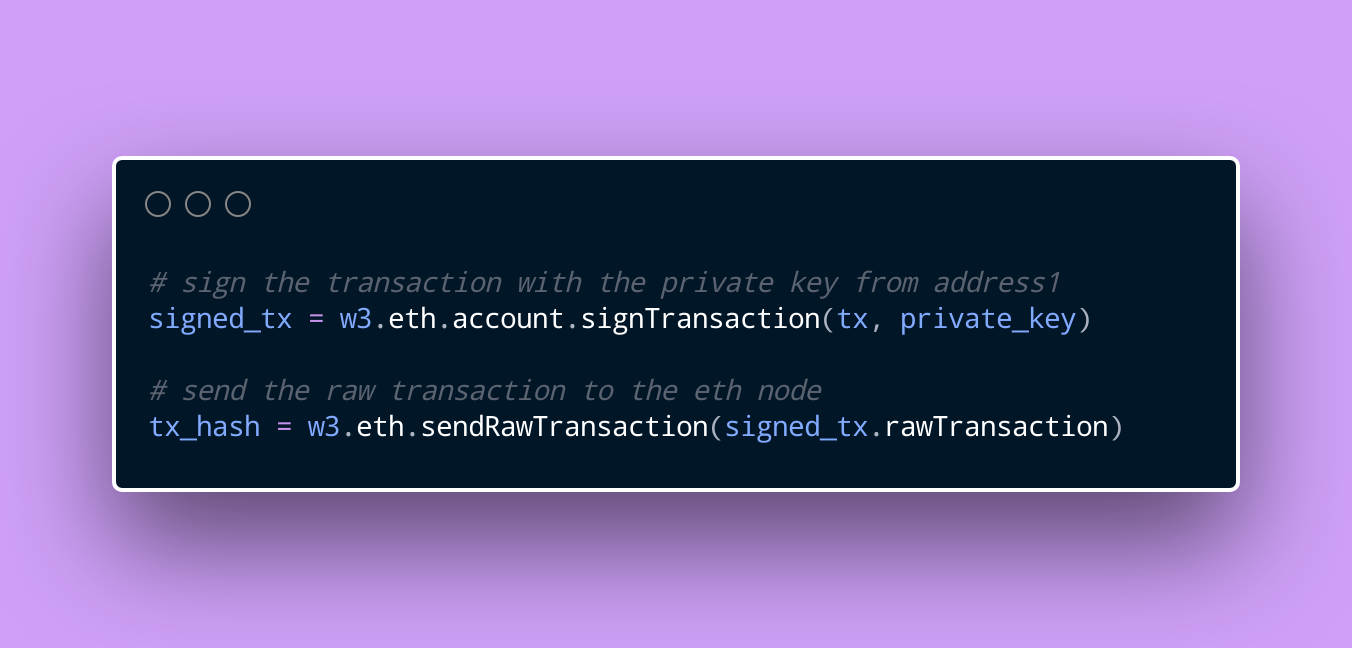 # sign the transaction with the private key from address1
signed_tx = w3.eth.account.signTransaction(tx, private_key)
# send the raw transaction to the eth node
tx_hash = w3.eth.sendRawTransaction(signed_tx.rawTransaction)